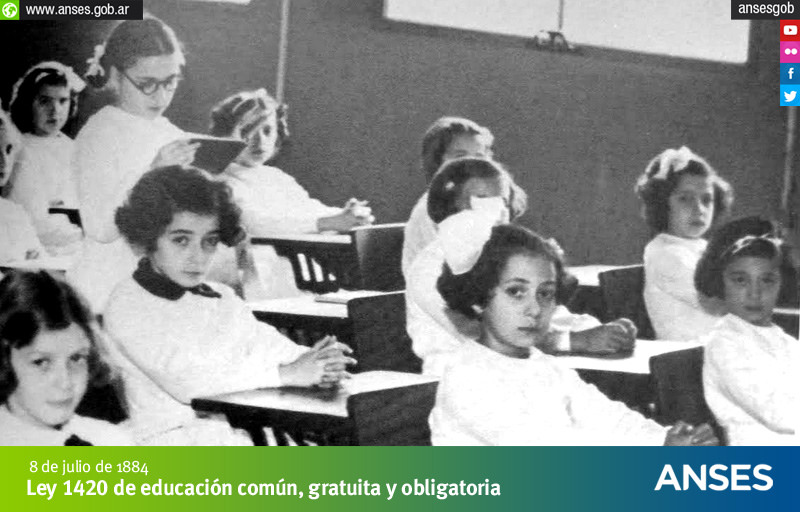 www.anses.gob.ar
ansesgob
8 de julio de 1884
Ley 1420 de educación común, gratuita y obligatoria
ANSES